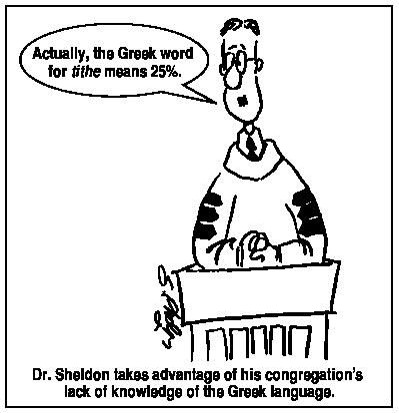 Actually, the Greek word
for tithe means 25%.
Dr. Sheldon takes advantage of his congregation's
lack of knowledge of the Greek language.